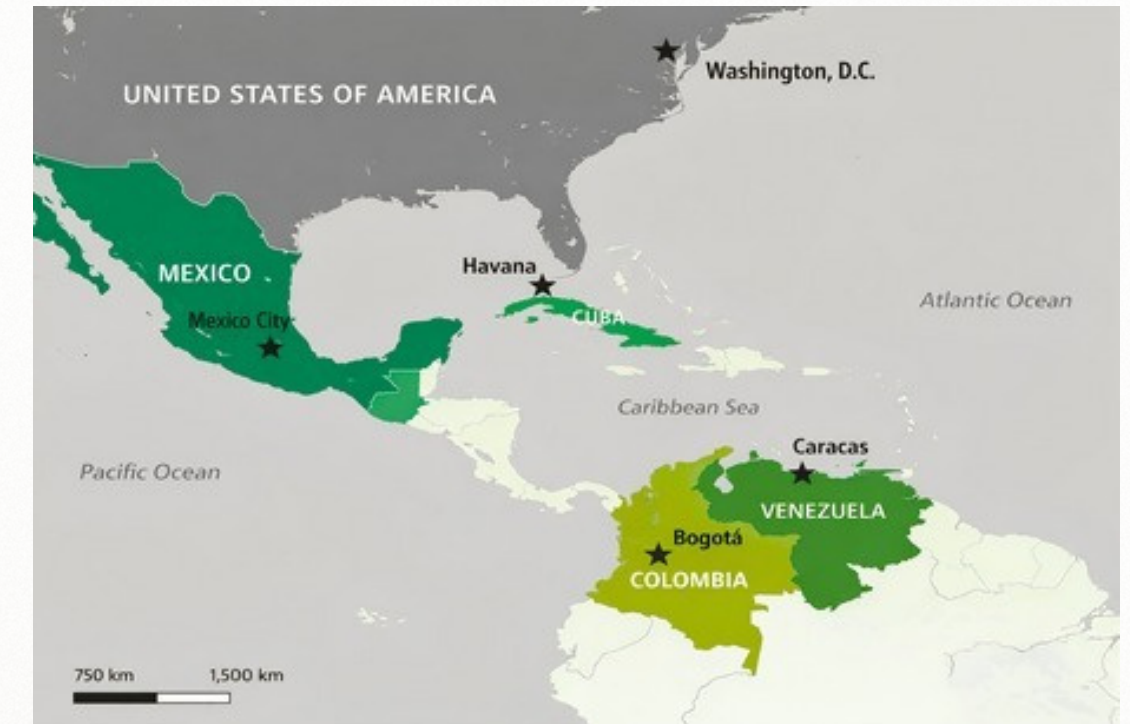 Washington, D.C.
UNITED STATES OF AMERICA
Havana
MEXICO
Atlantic Ocean
CUBA
Mexico City
Caribbean Sea
Caracas
Pacific Ocean
VENEZUELA
Bogotá
COLOMBIA
750 km 1,500 km